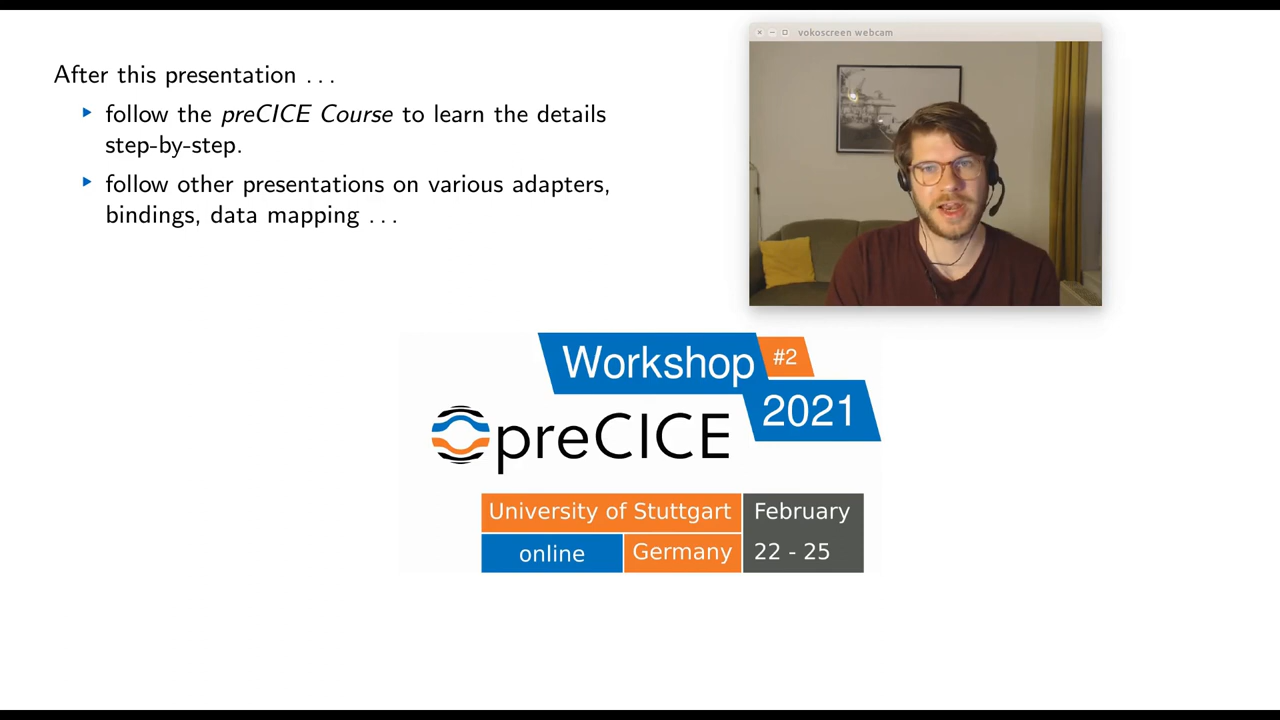 After this presentation ...
follow the preCICE Course to learn the details
step-by-step.
follow other presentations on various adapters,
bindings, data mapping ...
vokoscreen webcam
Workshop #2
2021
preCICE
University of Stuttgart
online Germany
February
22 - 25